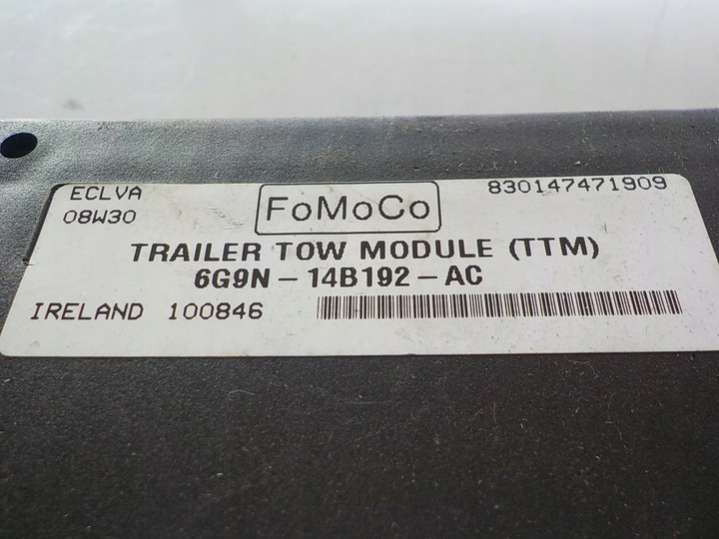 ECLVA
08W30
FoMoCo
830147471909
TRAILER TOW MODULE (TTM)
6G9N-14B192-AC
IRELAND 100846